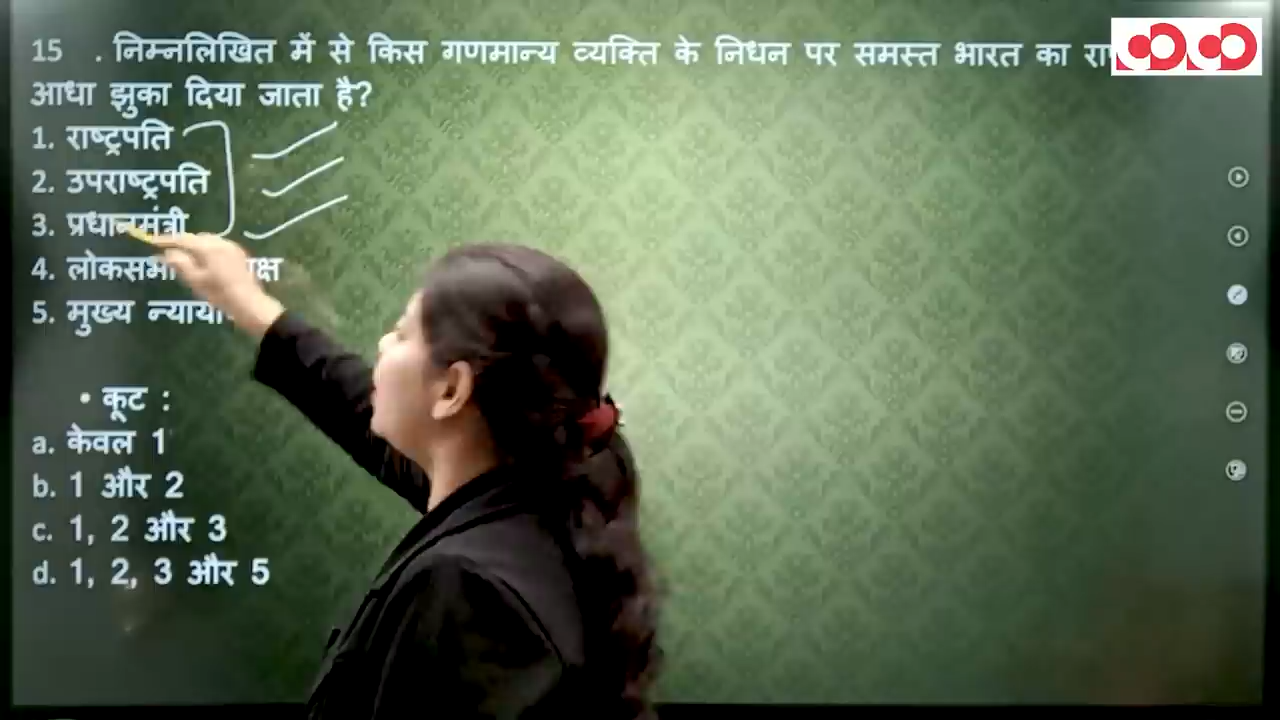 15 . निम्नलिखित में से किस गणमान्य व्यक्ति के निधन पर समस्त भारत का
आधा झुका दिया जाता है?
1. राष्ट्रपति
2. उपराष्ट्रपति
3. प्रधानमंत्री
4.
5. मुख्य
• कूट :
a. केवल 1
b. 1 और 2
c. 1, 2 और 3
d. 1, 2, 3 और 5